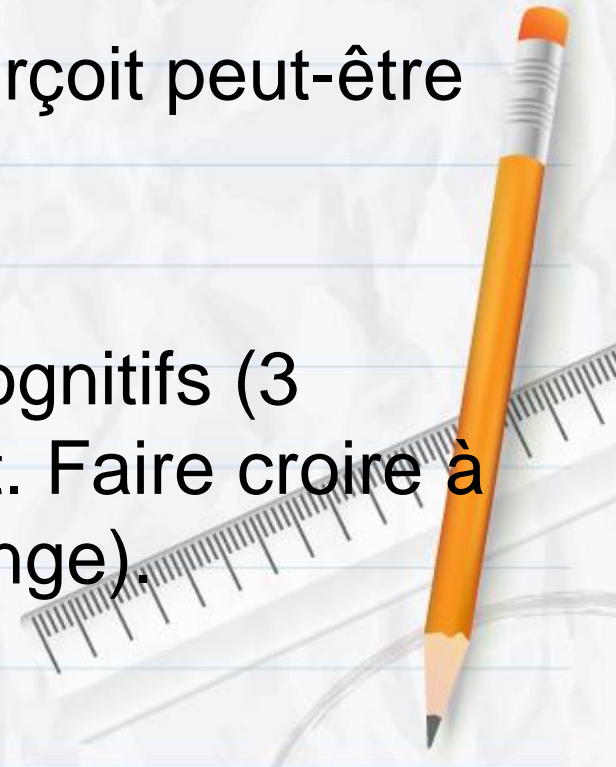 rçoit peut-être
ognitifs (3
t. Faire croire à
nge).